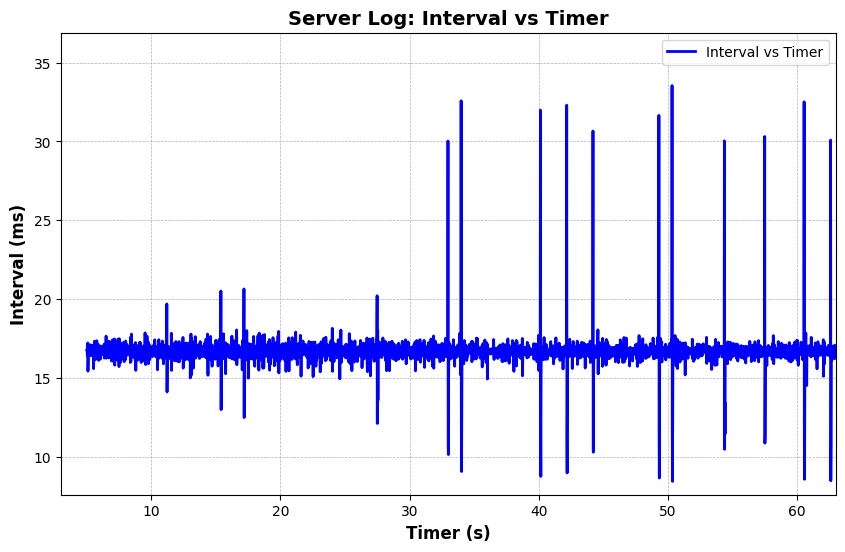 Server Log: Interval vs Timer
Interval vs Timer
35
30
25
20
15
10
Interval (ms)
10 20 30 40 50 60
Timer (s)